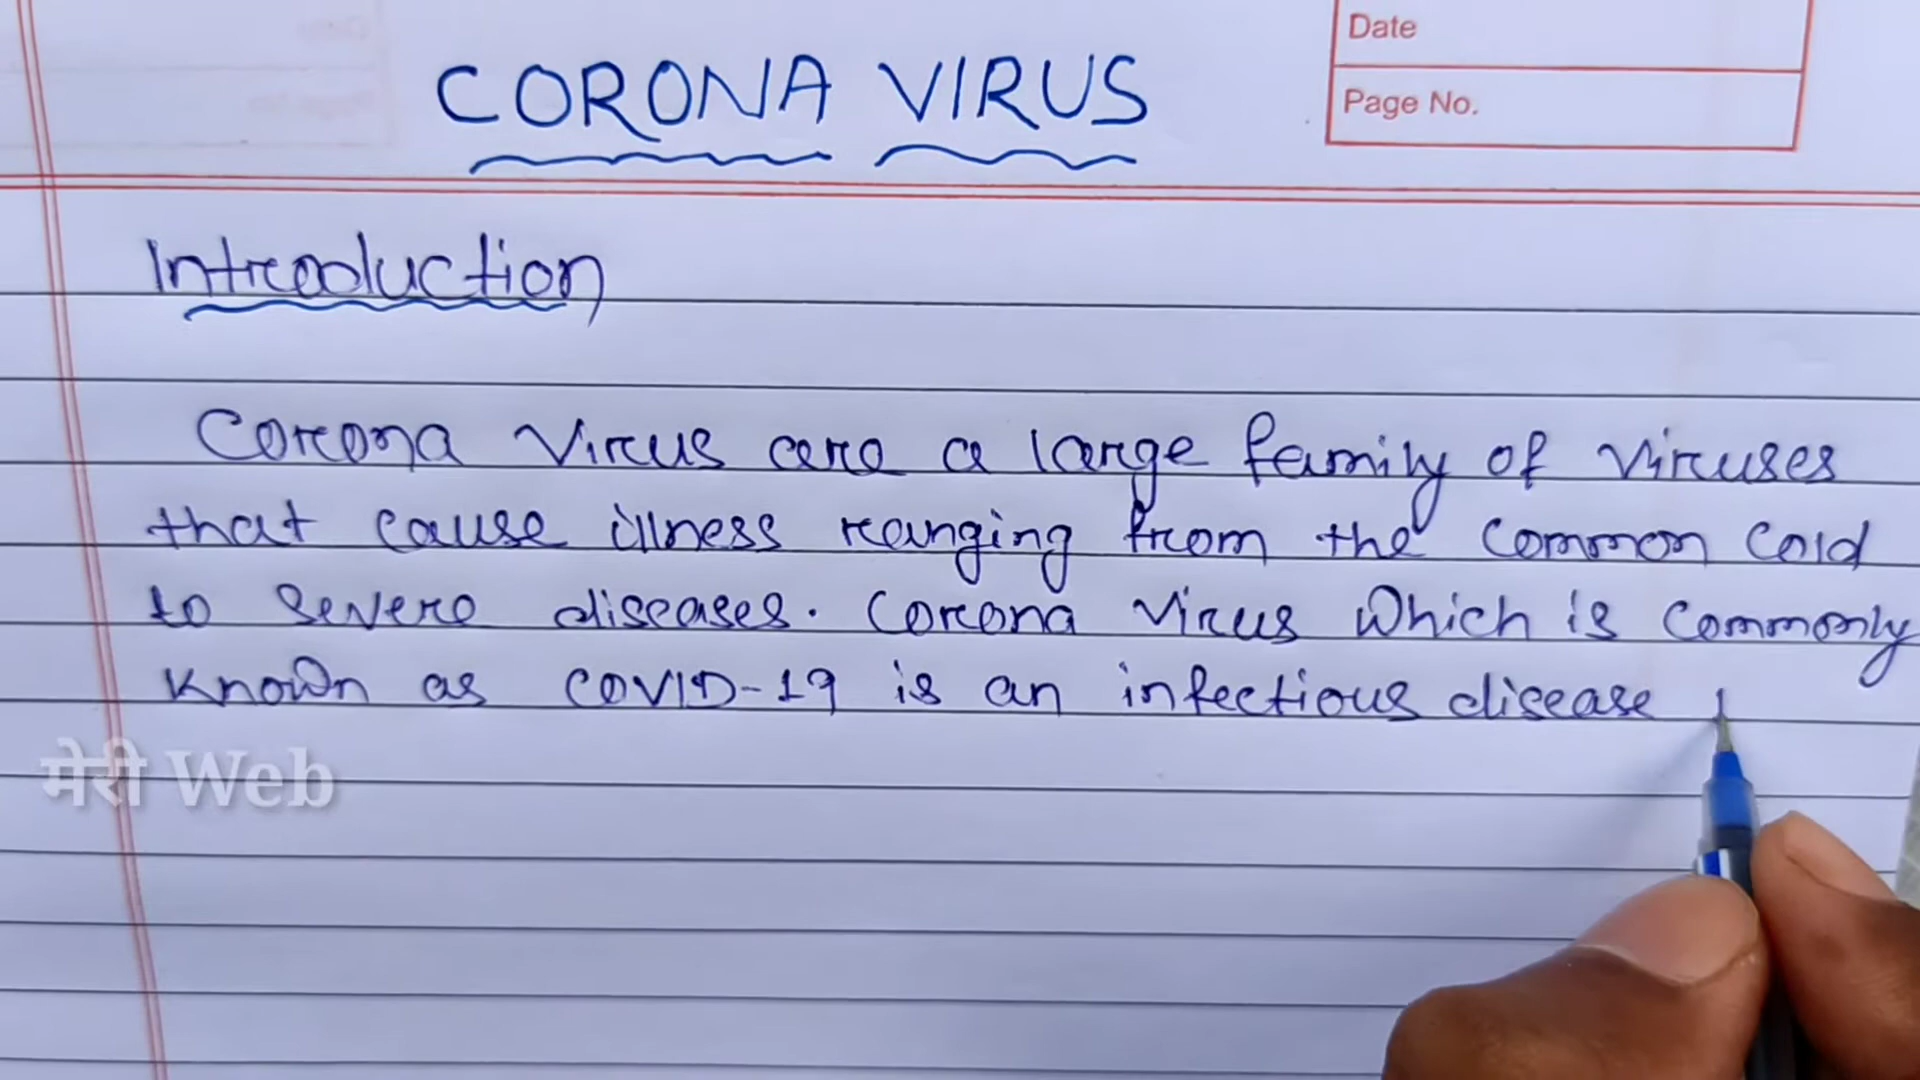 Date
Page No.
CORONA VIRUS
Introduction
Corona Virus are a large family of viruses
that cause illness ranging from the common cold
to severe diseases. Corona virus which is commonly
known as COVID-19 is an infectious disease
मेरी Web